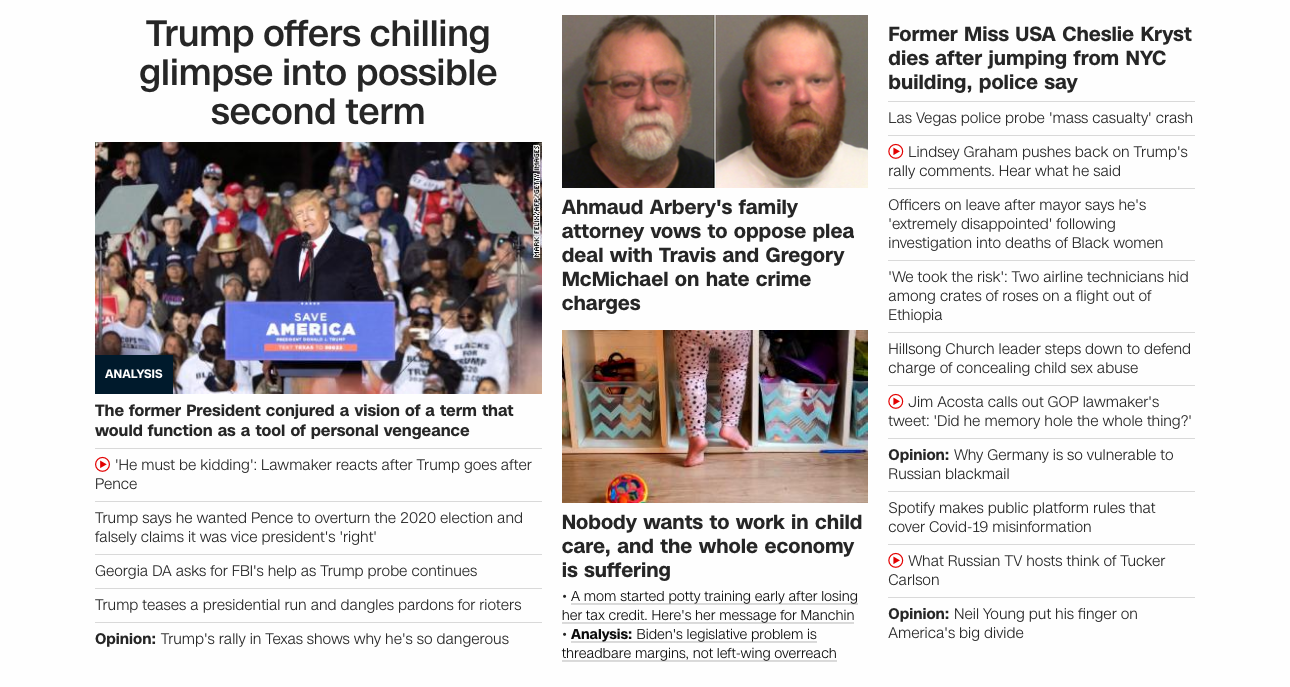 Trump offers chilling
glimpse into possible
second term
MARK FELIX/AFP/GETTY IMAGES
SAVE
AMERICA
PRESIDENT DONALD J. TRUMP
ANALYSIS
The former President conjured a vision of a term that
would function as a tool of personal vengeance
'He must be kidding': Lawmaker reacts after Trump goes after
Pence
Trump says he wanted Pence to overturn the 2020 election and
falsely claims it was vice president's 'right'
Georgia DA asks for FBI's help as Trump probe continues
Trump teases a presidential run and dangles pardons for rioters
Opinion: Trump's rally in Texas shows why he's so dangerous
Ahmaud Arbery's family
attorney vows to oppose plea
deal with Travis and Gregory
McMichael on hate crime
charges
Nobody wants to work in child
care, and the whole economy
is suffering
• A mom started potty training early after losing
her tax credit. Here's her message for Manchin
• Analysis: Biden's legislative problem is
threadbare margins, not left-wing overreach
Former Miss USA Cheslie Kryst
dies after jumping from NYC
building, police say
Las Vegas police probe 'mass casualty' crash
Lindsey Graham pushes back on Trump's
rally comments. Hear what he said
Officers on leave after mayor says he's
'extremely disappointed' following
investigation into deaths of Black women
'We took the risk': Two airline technicians hid
among crates of roses on a flight out of
Ethiopia
Hillsong Church leader steps down to defend
charge of concealing child sex abuse
Jim Acosta calls out GOP lawmaker's
tweet: 'Did he memory hole the whole thing?'
Opinion: Why Germany is so vulnerable to
Russian blackmail
Spotify makes public platform rules that
cover Covid-19 misinformation
What Russian TV hosts think of Tucker
Carlson
Opinion: Neil Young put his finger on
America's big divide